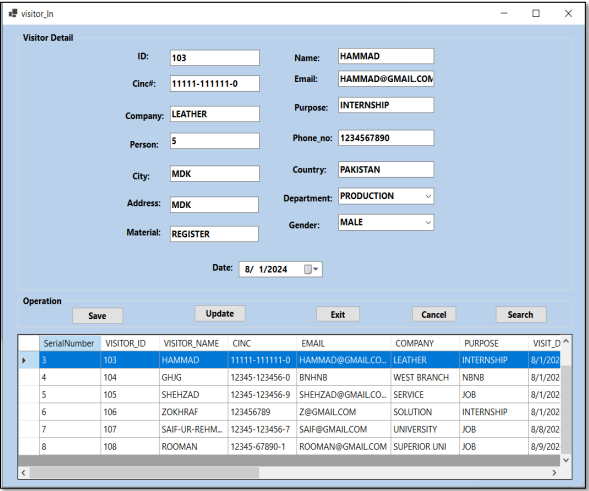 visitor_In
Visitor Detail
ID: 103 Name: HAMMAD
Cinc#: 11111-111111-0 Email: HAMMAD@GMAIL.COM
Company: LEATHER Purpose: INTERNSHIP
Person: 5 Phone_no: 1234567890
City: MDK Country: PAKISTAN
Address: MDK Department: PRODUCTION
Material: REGISTER Gender: MALE
Date: 8/ 1/2024
Operation
Save Update Exit Cancel Search
SerialNumber VISITOR_ID VISITOR_NAME CINC EMAIL COMPANY PURPOSE VISIT_D
3 103 HAMMAD 11111-111111-0 HAMMAD@GMAIL.CO... LEATHER INTERNSHIP 8/1/202
4 104 GHJG 12345-123456-0 BNHNB WEST BRANCH NBNB 8/1/202
5 105 SHEHZAD 12345-123456-9 SHEHZAD@GMAIL.CO... SERVICE JOB 8/1/202
6 106 ZOKHRAF 123456789 Z@GMAIL.COM SOLUTION INTERNSHIP 8/1/202
7 107 SAIF-UR-REHM... 12345-123456-7 SAIF@GMAIL.COM UNIVERSITY JOB 8/8/202
8 108 ROOMAN 12345-67890-1 ROOMAN@GMAIL.COM SUPERIOR UNI JOB 8/9/202